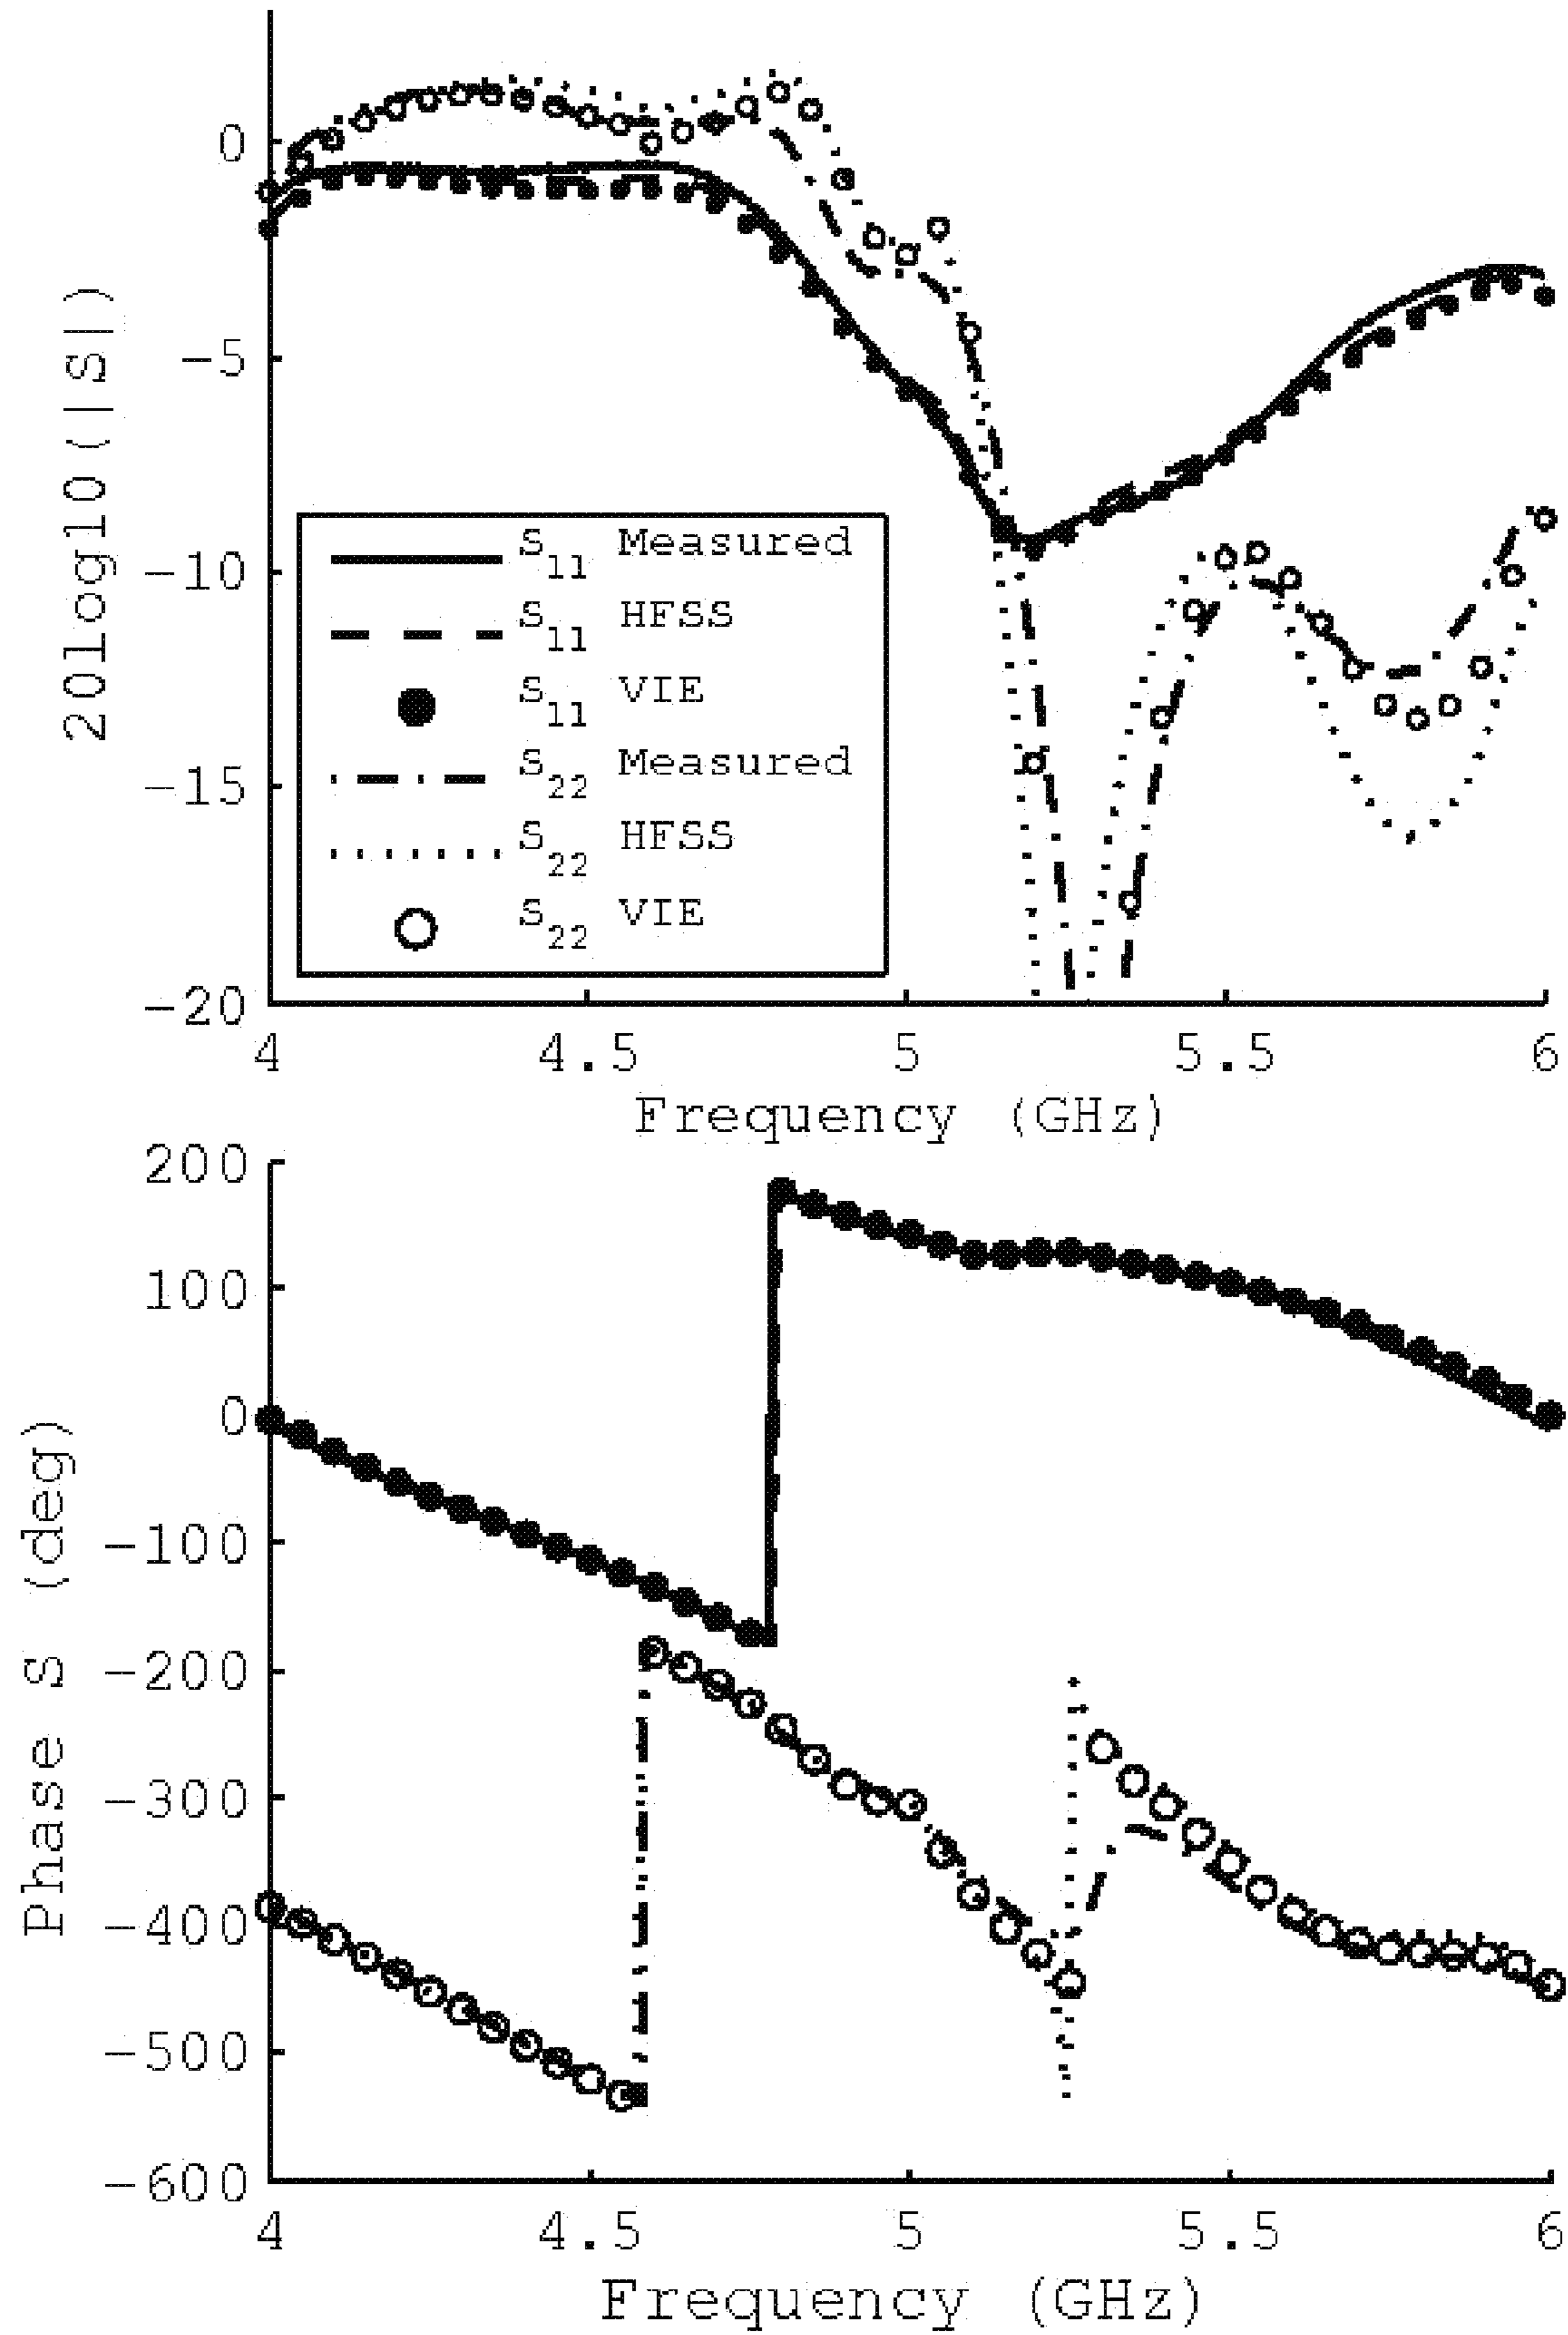 20log10(|S|)
0
-5
-10
-15
-20
S11 Measured
S11 HFSS
S11 VIE
S22 Measured
S22 HFSS
S22 VIE
4 4.5 5 5.5 6
Frequency (GHz)
Phase S (deg)
200
100
0
-100
-200
-300
-400
-500
-600
4 4.5 5 5.5 6
Frequency (GHz)